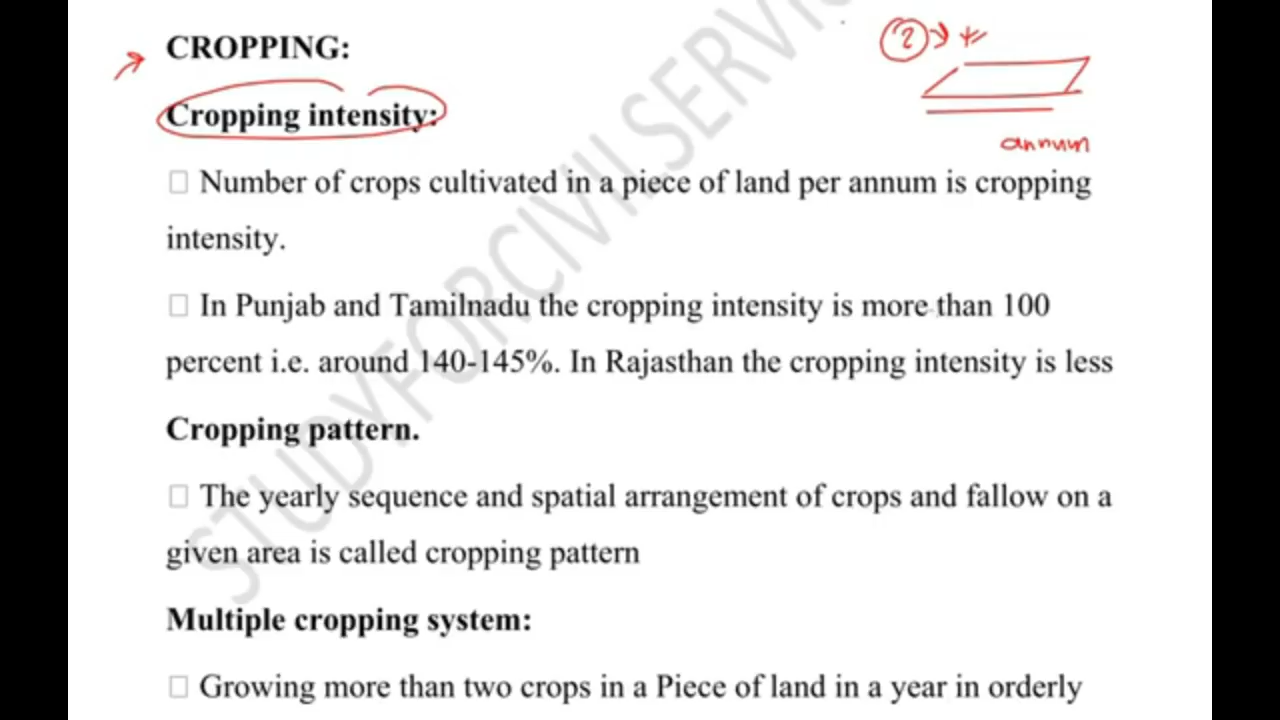 CROPPING:
2
annum
Cropping intensity:
Number of crops cultivated in a piece of land per annum is cropping
intensity.
In Punjab and Tamilnadu the cropping intensity is more than 100
percent i.e. around 140-145%. In Rajasthan the cropping intensity is less
Cropping pattern.
The yearly sequence and spatial arrangement of crops and fallow on a
given area is called cropping pattern
Multiple cropping system:
Growing more than two crops in a Piece of land in a year in orderly
STUDYFORCIVILSERVI